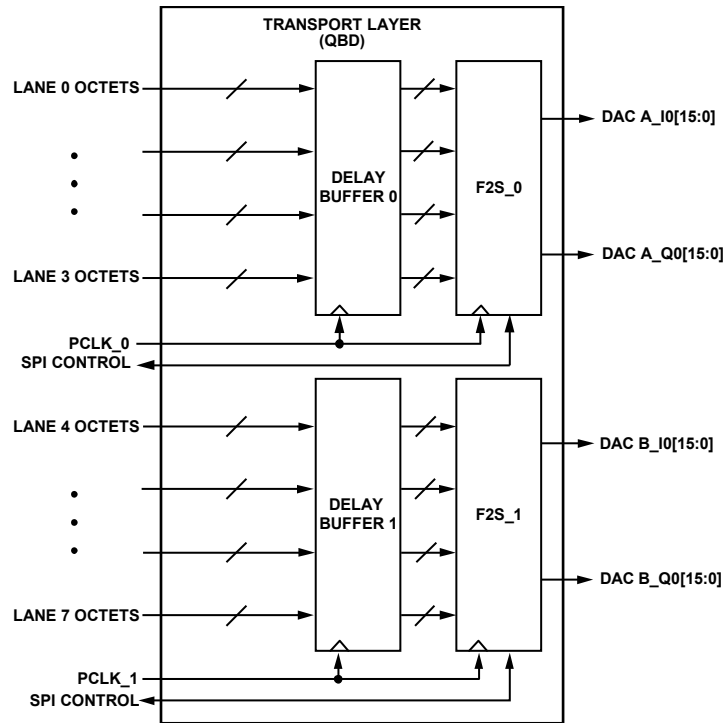 TRANSPORT LAYER
(QBD)
LANE 0 OCTETS
LANE 3 OCTETS
DELAY
BUFFER 0
F2S_0
DAC A_I0[15:0]
DAC A_Q0[15:0]
PCLK_0
SPI CONTROL
LANE 4 OCTETS
LANE 7 OCTETS
DELAY
BUFFER 1
F2S_1
DAC B_I0[15:0]
DAC B_Q0[15:0]
PCLK_1
SPI CONTROL